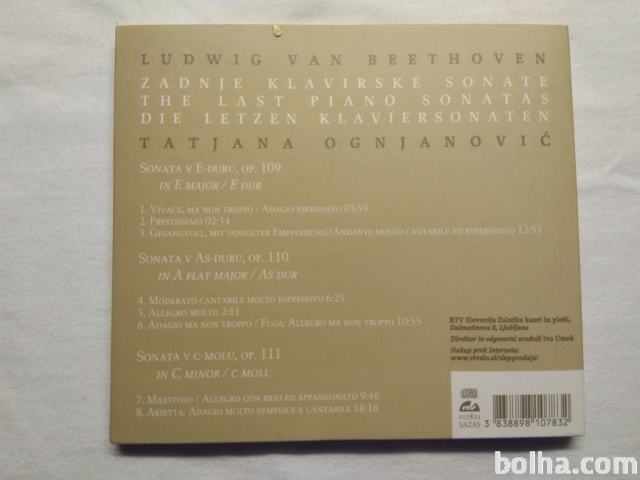 LUDWIG VAN BEETHOVEN
ZADNJE KLAVIRSKE SONATE
THE LAST PIANO SONATAS
DIE LETZEN KLAVIERSONATEN
TATJANA OGNJANOVIĆ
SONATA V E-DURU, OP. 109
IN E MAJOR / E DUR
1. VIVACE, MA NON TROPPO / ADAGIO ESPRESSIVO 03:59
2. PRESTISSIMO 02:34
3. GESANGVOLL, MIT INNIGSTER EMPFINDUNG (ANDANTE MOLTO CANTABILE ED ESPRESSIVO) 12:53
SONATA V AS-DURU, OP. 110
IN A FLAT MAJOR / AS DUR
4. MODERATO CANTABILE MOLTO ESPRESSIVO 6:25
5. ALLEGRO MOLTO 2:11
6. ADAGIO MA NON TROPPO / FUGA: ALLEGRO MA NON TROPPO 10:55
SONATA V C-MOLU, OP. 111
IN C MINOR / C MOLL
7. MAESTOSO / ALLEGRO CON BRIO ED APPASSIONATO 9:46
8. ARIETTA: ADAGIO MOLTO SEMPLICE E CANTABILE 18:18
RTV Slovenija Založba kaset in plošč,
Dalmatinova 8, Ljubljana
Direktor in odgovorni urednik Ivo Umek
Nakup prek Interneta:
www.rtvslo.si/zkpprodaja/
107832
SAZAS
3 838898 107832
bolha.com